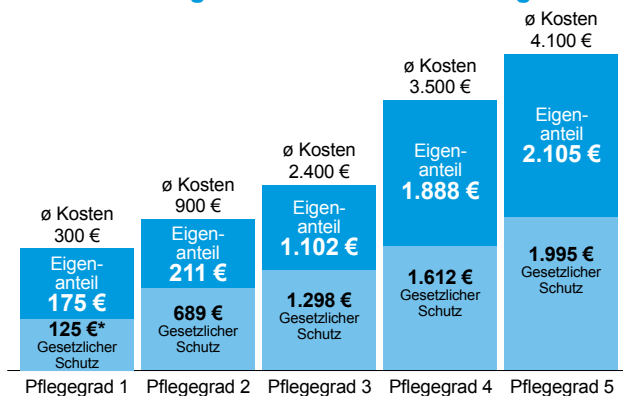 ø Kosten
300 €
Eigen-
anteil
175 €
125 €*
Gesetzlicher
Schutz
Pflegegrad 1
ø Kosten
900 €
Eigen-
anteil
211 €
689 €
Gesetzlicher
Schutz
Pflegegrad 2
ø Kosten
2.400 €
Eigen-
anteil
1.102 €
1.298 €
Gesetzlicher
Schutz
Pflegegrad 3
ø Kosten
3.500 €
Eigen-
anteil
1.888 €
1.612 €
Gesetzlicher
Schutz
Pflegegrad 4
ø Kosten
4.100 €
Eigen-
anteil
2.105 €
1.995 €
Gesetzlicher
Schutz
Pflegegrad 5